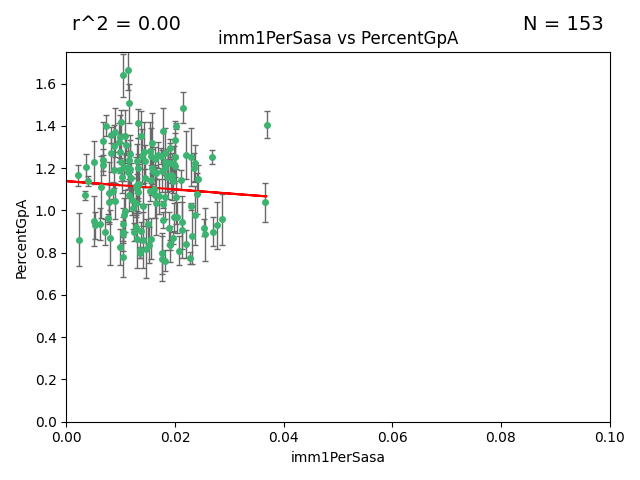 r^2 = 0.00
N = 153
imm1PerSasa vs PercentGpA
PercentGpA
1.6
1.4
1.2
1.0
0.8
0.6
0.4
0.2
0.0
0.00 0.02 0.04 0.06 0.08 0.10
imm1PerSasa